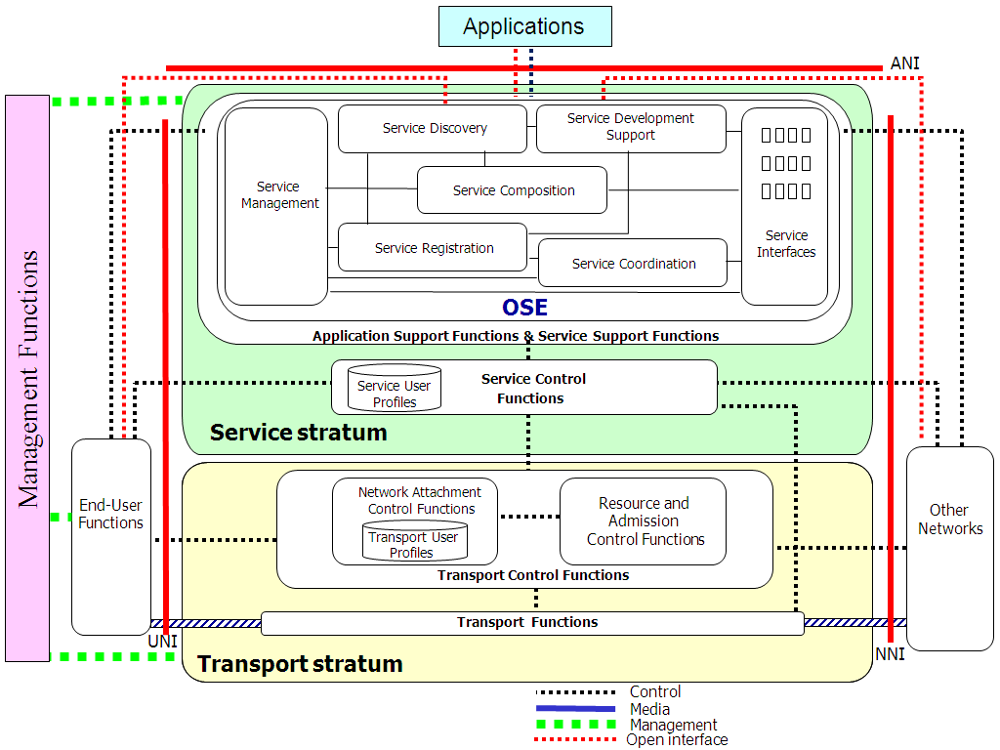 Applications
ANI
Management Functions
Service Discovery
Service Development
Support
Service
Management
Service Composition
Service
Interfaces
Service Registration
Service Coordination
OSE
Application Support Functions & Service Support Functions
Service User
Profiles
Service Control
Functions
Service stratum
End-User
Functions
Network Attachment
Control Functions
Transport User
Profiles
Resource and
Admission
Control Functions
Other
Networks
Transport Control Functions
Transport Functions
UNI
NNI
Transport stratum
Control
Media
Management
Open interface